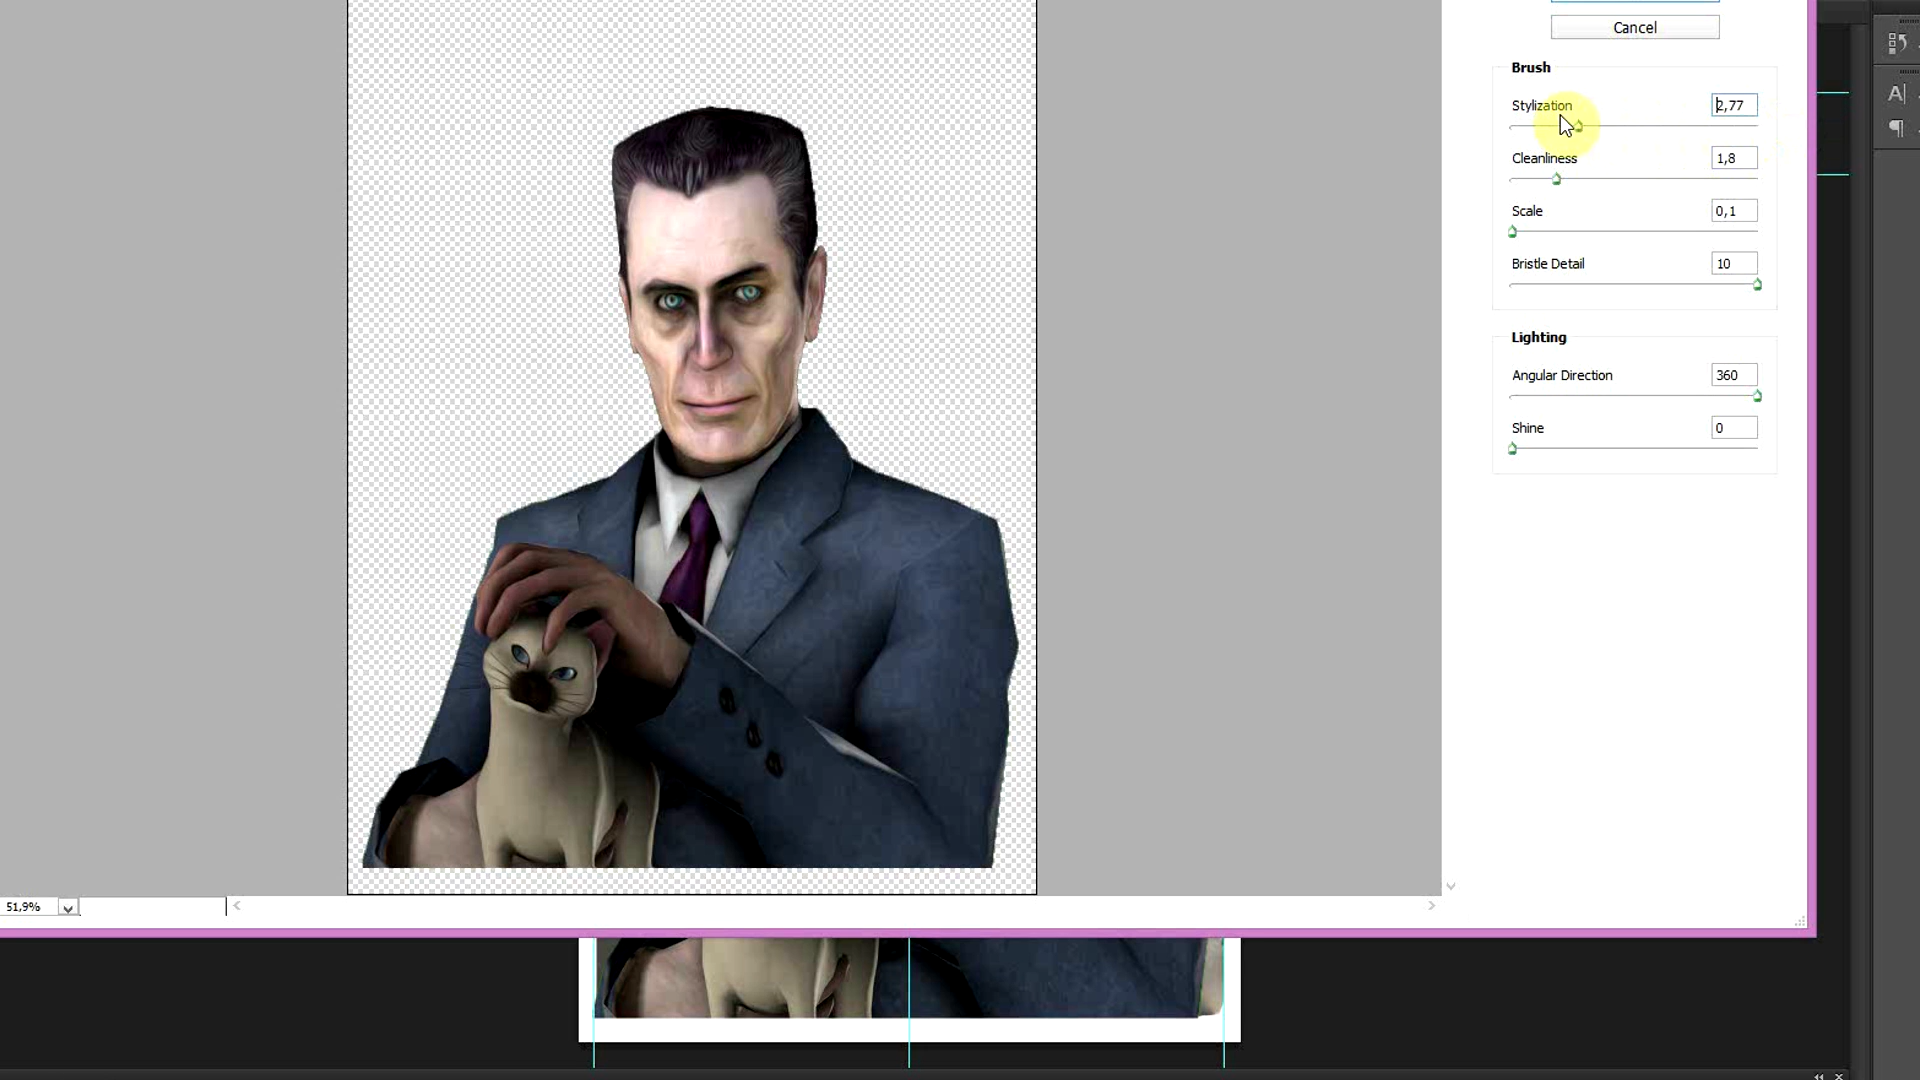 Cancel
Brush
Stylization 2,77
Cleanliness 1,8
Scale 0,1
Bristle Detail 10
Lighting
Angular Direction 360
Shine 0
51,9%